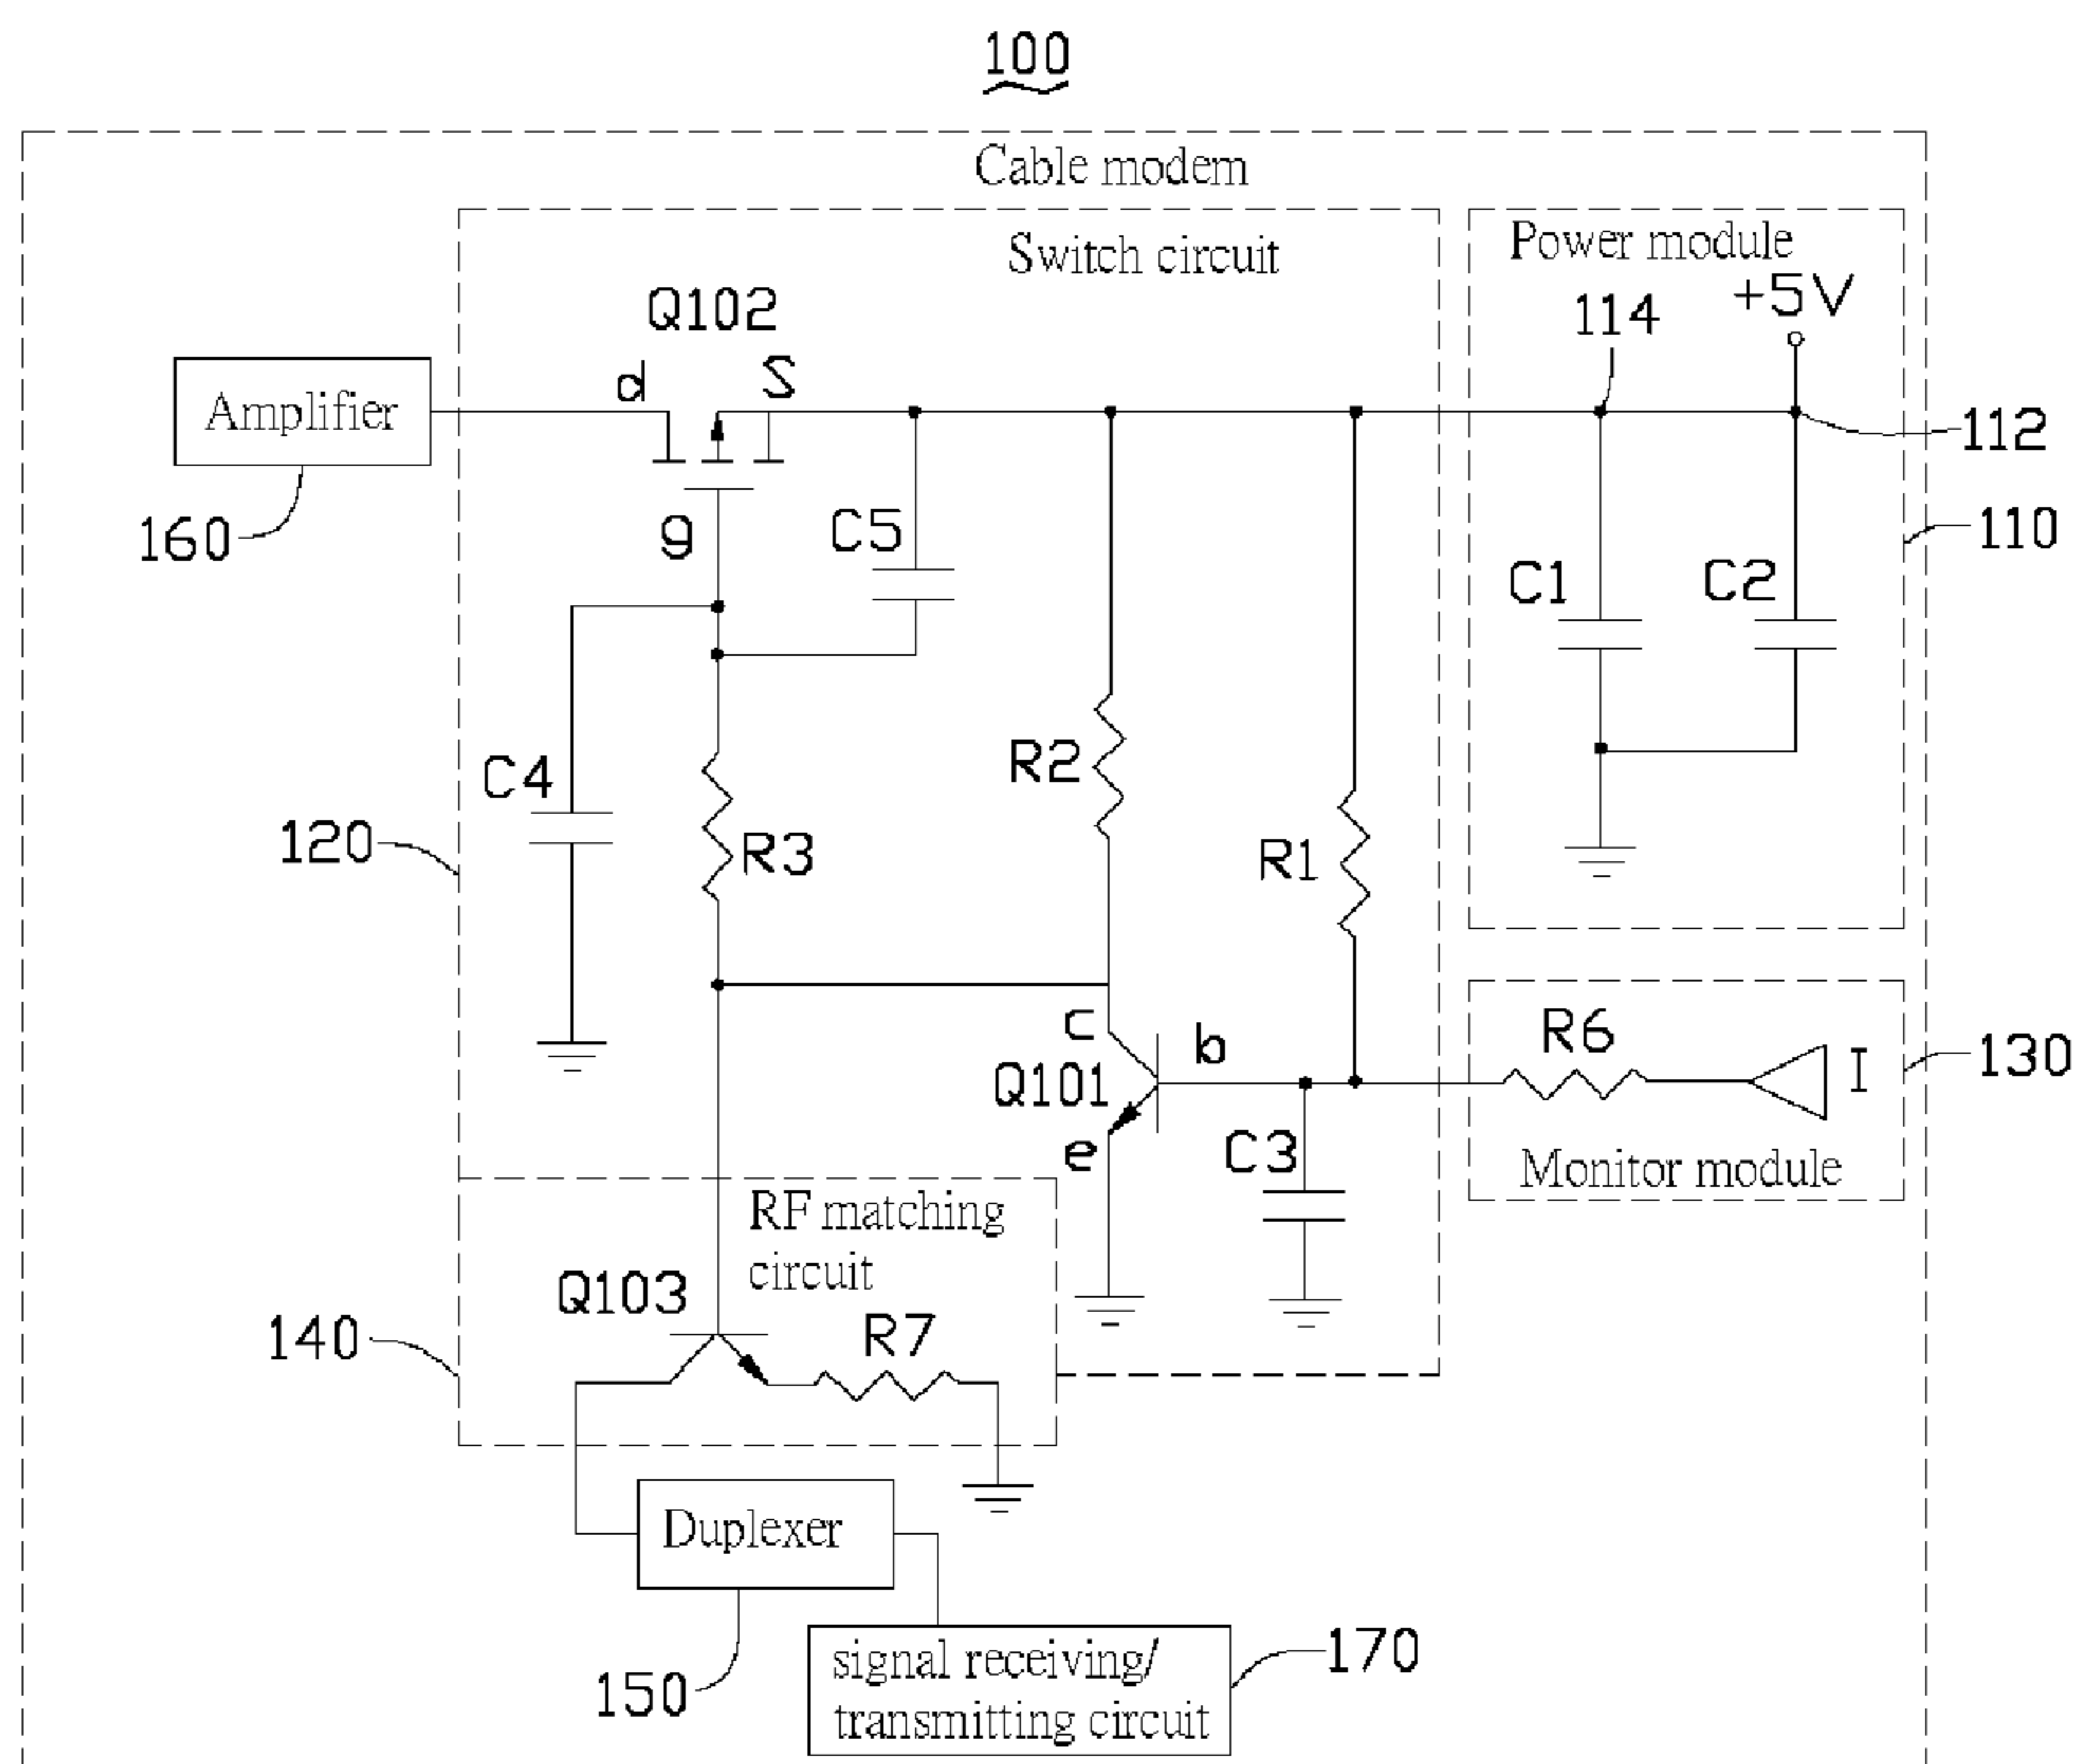 100
Cable modem
Switch circuit
Power module
+5V
114
Q102
d
S
Amplifier
112
160
g
C5
110
C1
C2
C4
R2
120
R3
R1
c
b
R6
I
130
Q101
e
C3
Monitor module
RF matching
circuit
Q103
R7
140
Duplexer
150
signal receiving/
transmitting circuit
170